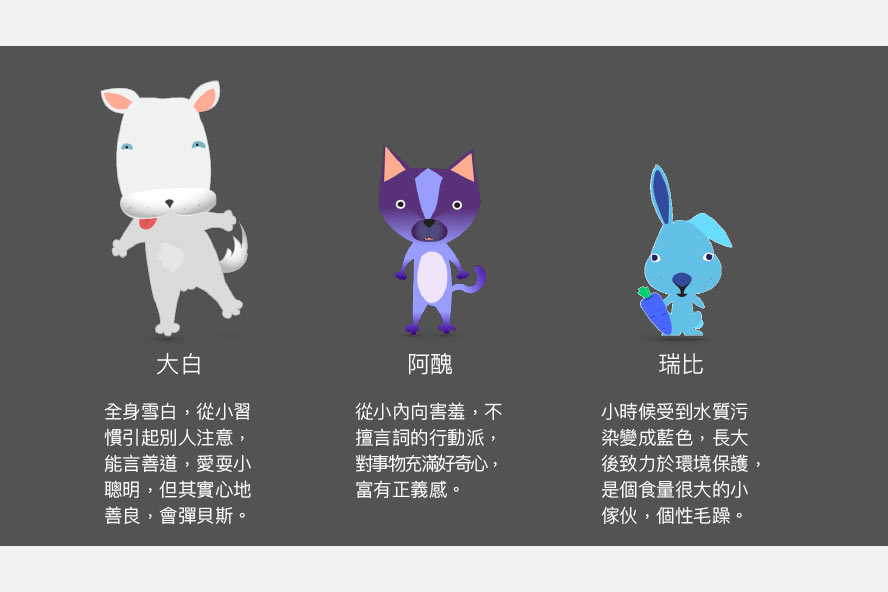 大白
全身雪白，從小習
慣引起別人注意，
能言善道，愛耍小
聰明，但其實心地
善良，會彈貝斯。
阿醜
從小內向害羞，不
擅言詞的行動派，
對事物充滿好奇心，
富有正義感。
瑞比
小時候受到水質污
染變成藍色，長大
後致力於環境保護，
是個食量很大的小
傢伙，個性毛躁。